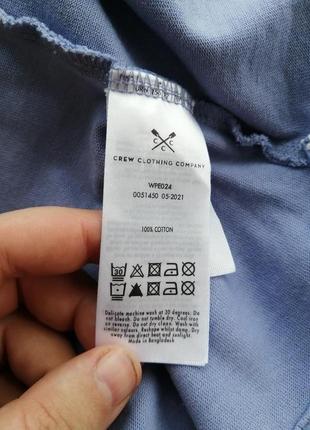 C C
C
CREW CLOTHING COMPANY
WPE024
0051450 05-2021
100% COTTON
30
Delicate machine wash at 30 degrees. Do
not bleach. Do not tumble dry. Cool iron
on reverse. Do not dry clean. Wash with
similar colours. Reshape whilst damp. Dry
away from direct heat and sunlight.
Made in Bangladesh